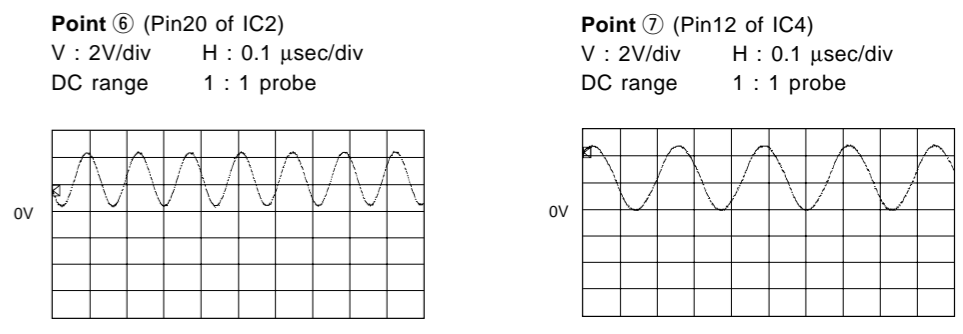 Point ⑥ (Pin20 of IC2)
V : 2V/div H : 0.1 µsec/div
DC range 1 : 1 probe
0V
Point ⑦ (Pin12 of IC4)
V : 2V/div H : 0.1 µsec/div
DC range 1 : 1 probe
0V